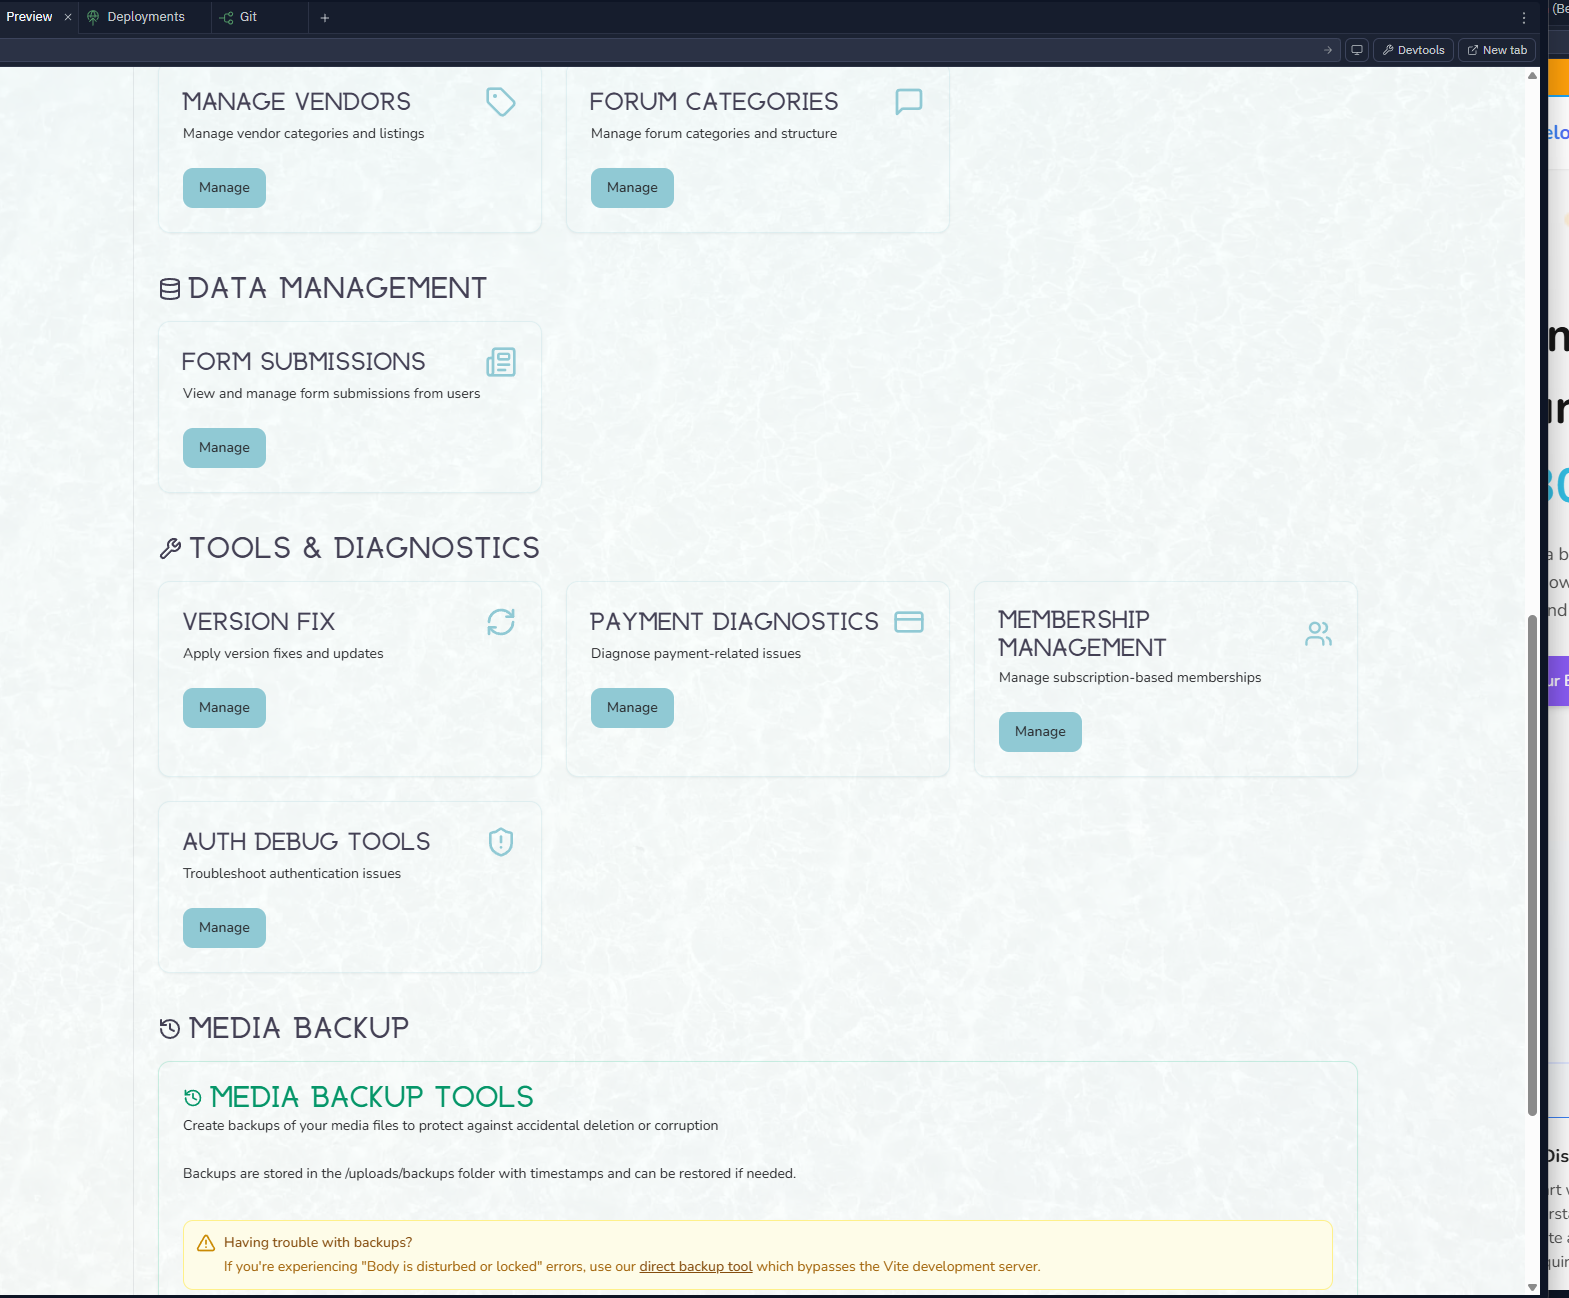 Preview
Deployments
Git
(Be
Devtools
New tab
MANAGE VENDORS
Manage vendor categories and listings
Manage
FORUM CATEGORIES
Manage forum categories and structure
Manage
DATA MANAGEMENT
FORM SUBMISSIONS
View and manage form submissions from users
Manage
TOOLS & DIAGNOSTICS
VERSION FIX
Apply version fixes and updates
Manage
PAYMENT DIAGNOSTICS
Diagnose payment-related issues
Manage
MEMBERSHIP
MANAGEMENT
Manage subscription-based memberships
Manage
AUTH DEBUG TOOLS
Troubleshoot authentication issues
Manage
MEDIA BACKUP
MEDIA BACKUP TOOLS
Create backups of your media files to protect against accidental deletion or corruption
Backups are stored in the /uploads/backups folder with timestamps and can be restored if needed.
Having trouble with backups?
If you're experiencing "Body is disturbed or locked" errors, use our direct backup tool which bypasses the Vite development server.